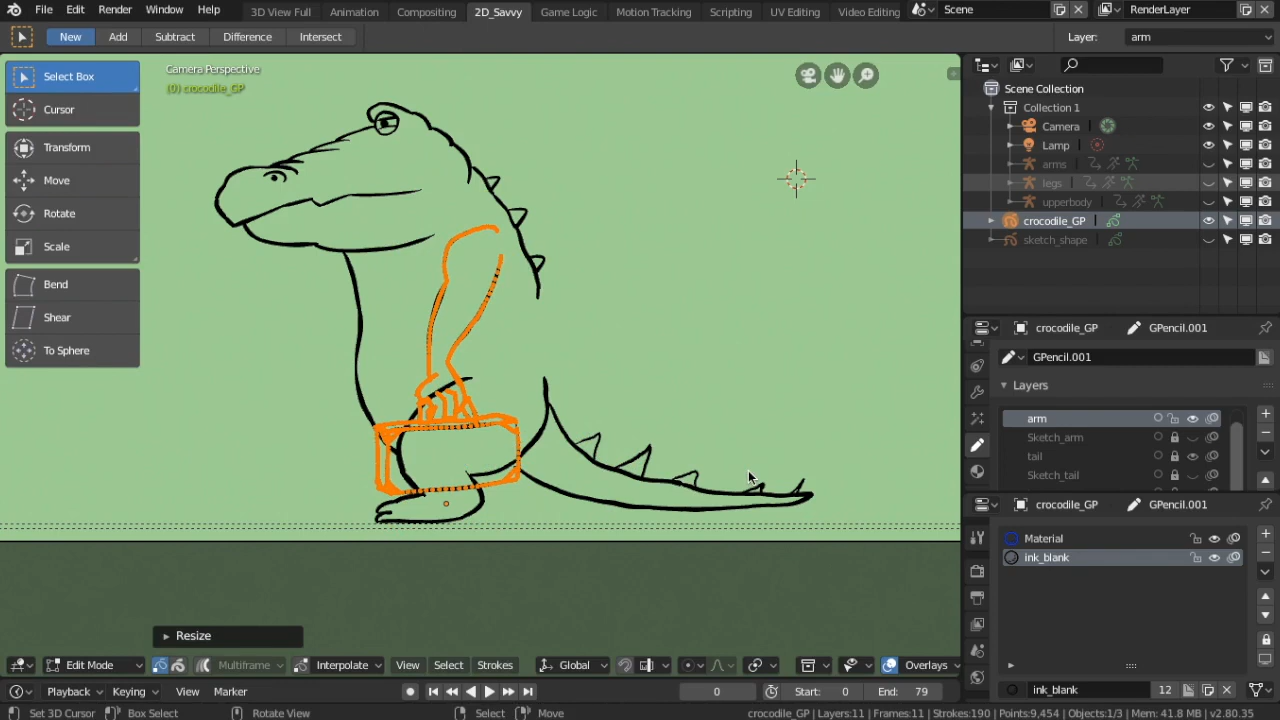 File Edit Render Window Help 3D View Full Animation Compositing 2D_Savvy Game Logic Motion Tracking Scripting UV Editing Video Editing Scene RenderLayer
New Add Subtract Difference Intersect Layer: arm
Select Box
Cursor
Transform
Move
Rotate
Scale
Bend
Shear
To Sphere
Camera Perspective
(0) crocodile_GP
Scene Collection
Collection 1
Camera
Lamp
arms
legs
upperbody
crocodile_GP
sketch_shape
crocodile_GP GPencil.001
GPencil.001
Layers
arm
Sketch_arm
tail
Sketch_tail
crocodile_GP GPencil.001
Material
ink_blank
ink_blank 12
Resize
Edit Mode Multiframe Interpolate View Select Strokes Global Overlays
Playback Keying View Marker 0 Start: 0 End: 79
Set 3D Cursor Box Select Rotate View Select Move crocodile_GP | Layers:11 | Frames:11 | Strokes:190 | Points:9,454 | Objects:1/3 | Mem: 41.8 MB | v2.80.35